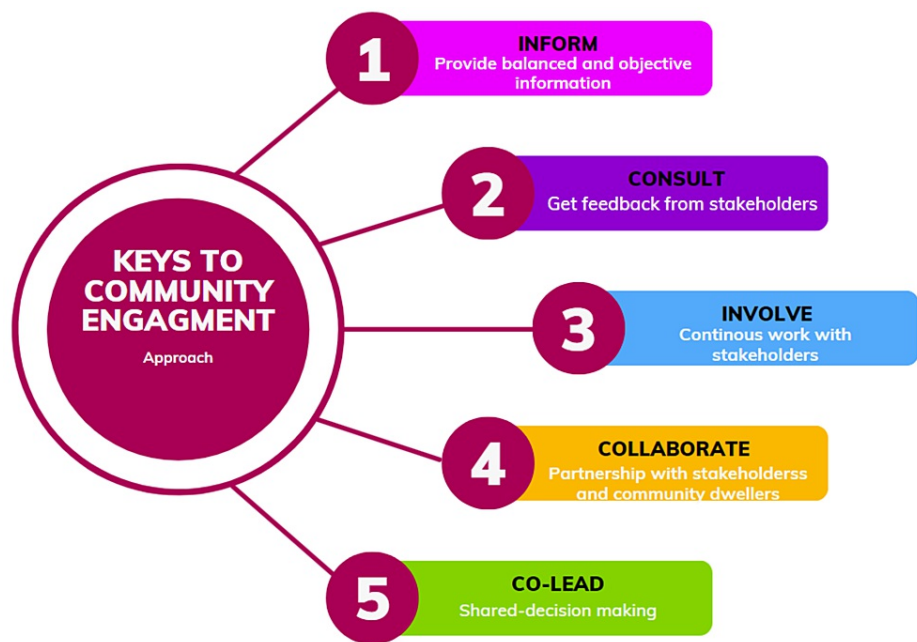 KEYS TO
COMMUNITY
ENGAGMENT
Approach
1
INFORM
Provide balanced and objective
information
2
CONSULT
Get feedback from stakeholders
3
INVOLVE
Continous work with
stakeholders
4
COLLABORATE
Partnership with stakeholderss
and community dwellers
5
CO-LEAD
Shared-decision making